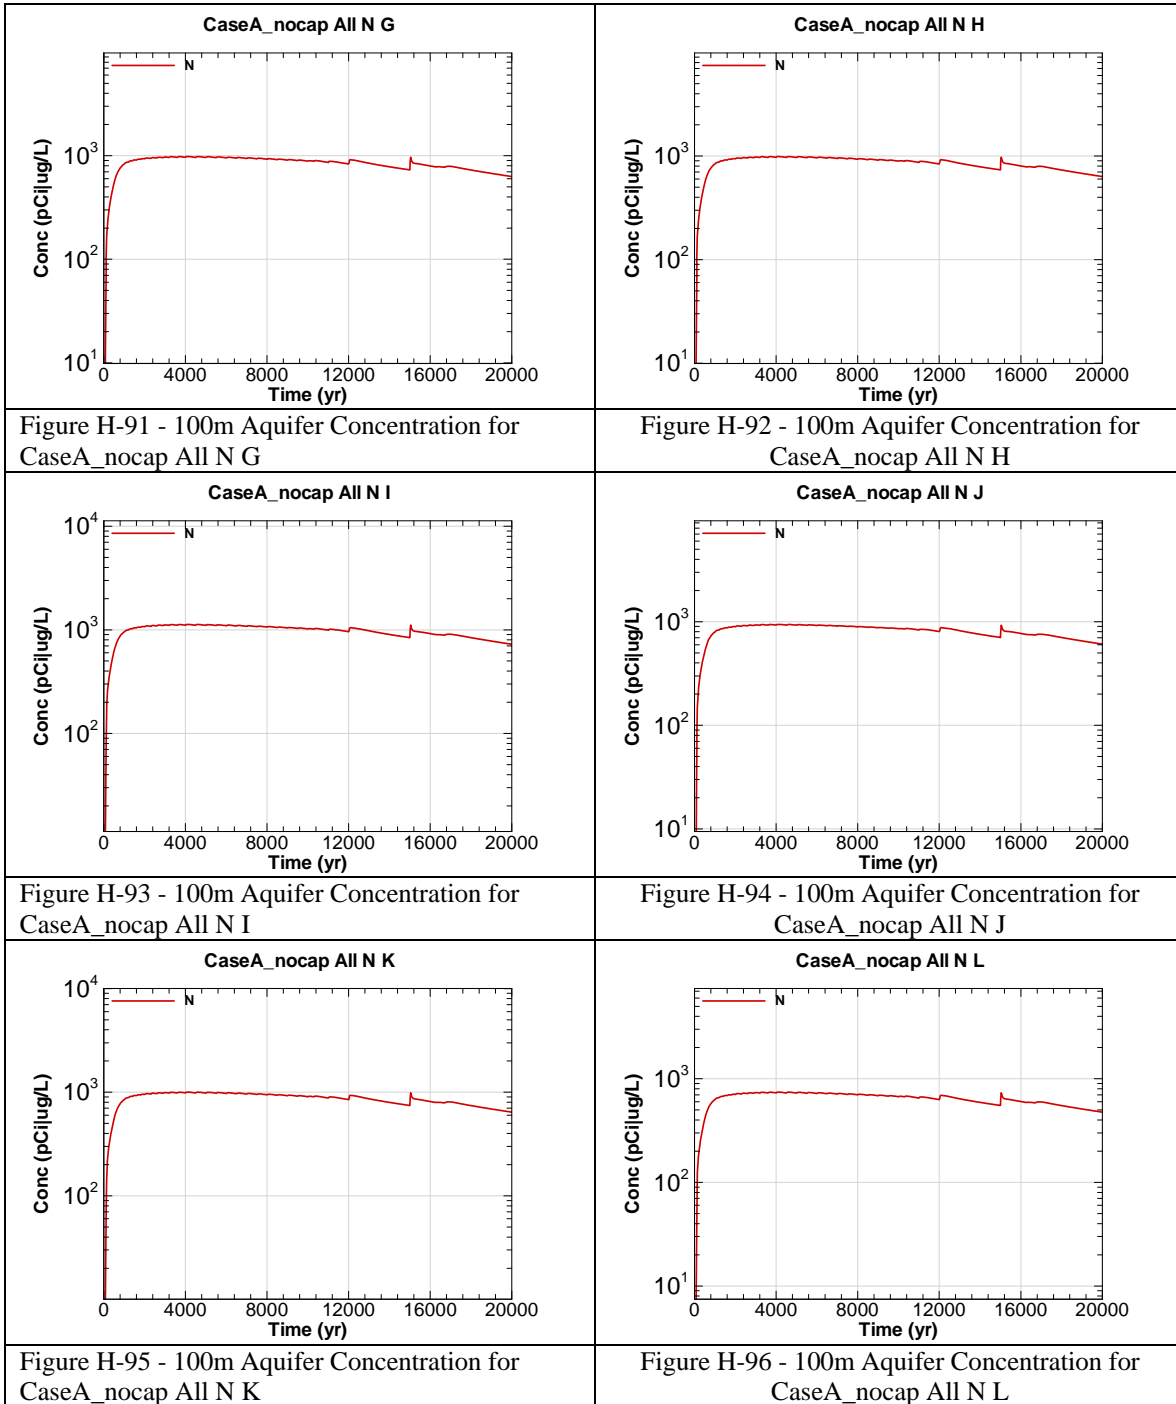 CaseA_nocap All N G
N
Conc (pCi|ug/L)
10^3
10^2
10^1
0 4000 8000 12000 16000 20000
Time (yr)
Figure H-91 - 100m Aquifer Concentration for
CaseA_nocap All N G
CaseA_nocap All N H
N
Conc (pCi|ug/L)
10^3
10^2
10^1
0 4000 8000 12000 16000 20000
Time (yr)
Figure H-92 - 100m Aquifer Concentration for
CaseA_nocap All N H
CaseA_nocap All N I
N
Conc (pCi|ug/L)
10^4
10^3
10^2
0 4000 8000 12000 16000 20000
Time (yr)
Figure H-93 - 100m Aquifer Concentration for
CaseA_nocap All N I
CaseA_nocap All N J
N
Conc (pCi|ug/L)
10^3
10^2
10^1
0 4000 8000 12000 16000 20000
Time (yr)
Figure H-94 - 100m Aquifer Concentration for
CaseA_nocap All N J
CaseA_nocap All N K
N
Conc (pCi|ug/L)
10^4
10^3
10^2
0 4000 8000 12000 16000 20000
Time (yr)
Figure H-95 - 100m Aquifer Concentration for
CaseA_nocap All N K
CaseA_nocap All N L
N
Conc (pCi|ug/L)
10^3
10^2
10^1
0 4000 8000 12000 16000 20000
Time (yr)
Figure H-96 - 100m Aquifer Concentration for
CaseA_nocap All N L